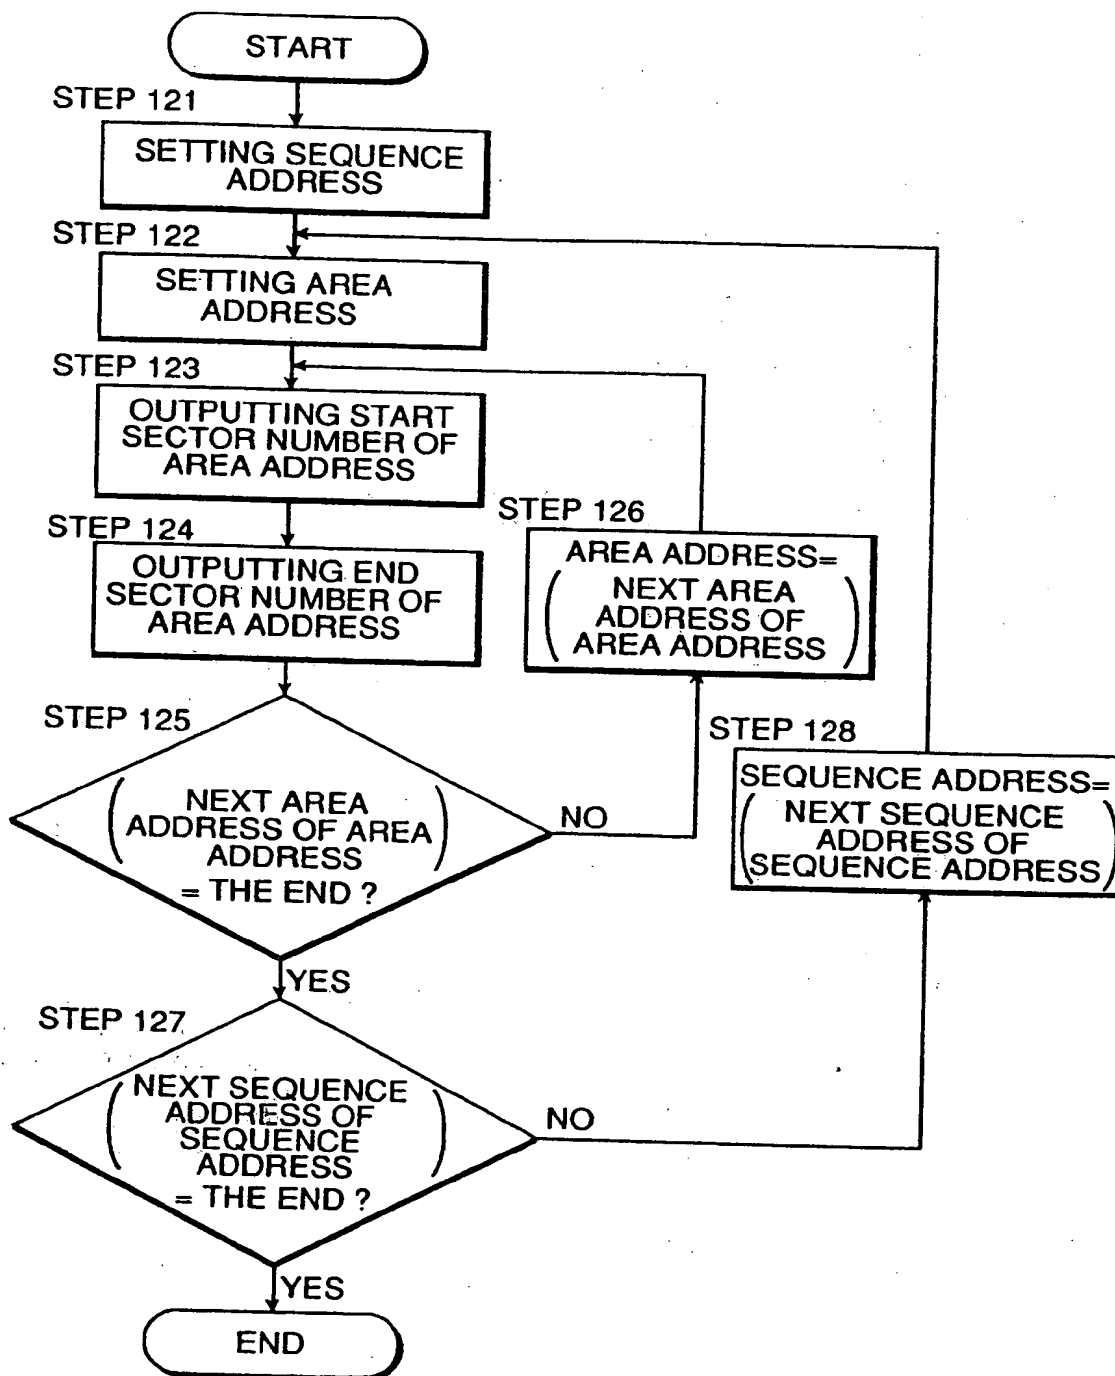 START
STEP 121
SETTING SEQUENCE
ADDRESS
STEP 122
SETTING AREA
ADDRESS
STEP 123
OUTPUTTING START
SECTOR NUMBER OF
AREA ADDRESS
STEP 124
OUTPUTTING END
SECTOR NUMBER OF
AREA ADDRESS
STEP 126
AREA ADDRESS=
(NEXT AREA
ADDRESS OF
AREA ADDRESS)
STEP 125
(NEXT AREA
ADDRESS OF AREA
ADDRESS)
= THE END ?
NO
YES
STEP 128
SEQUENCE ADDRESS=
(NEXT SEQUENCE
ADDRESS OF
SEQUENCE ADDRESS)
STEP 127
(NEXT SEQUENCE
ADDRESS OF
SEQUENCE
ADDRESS)
= THE END ?
NO
YES
END